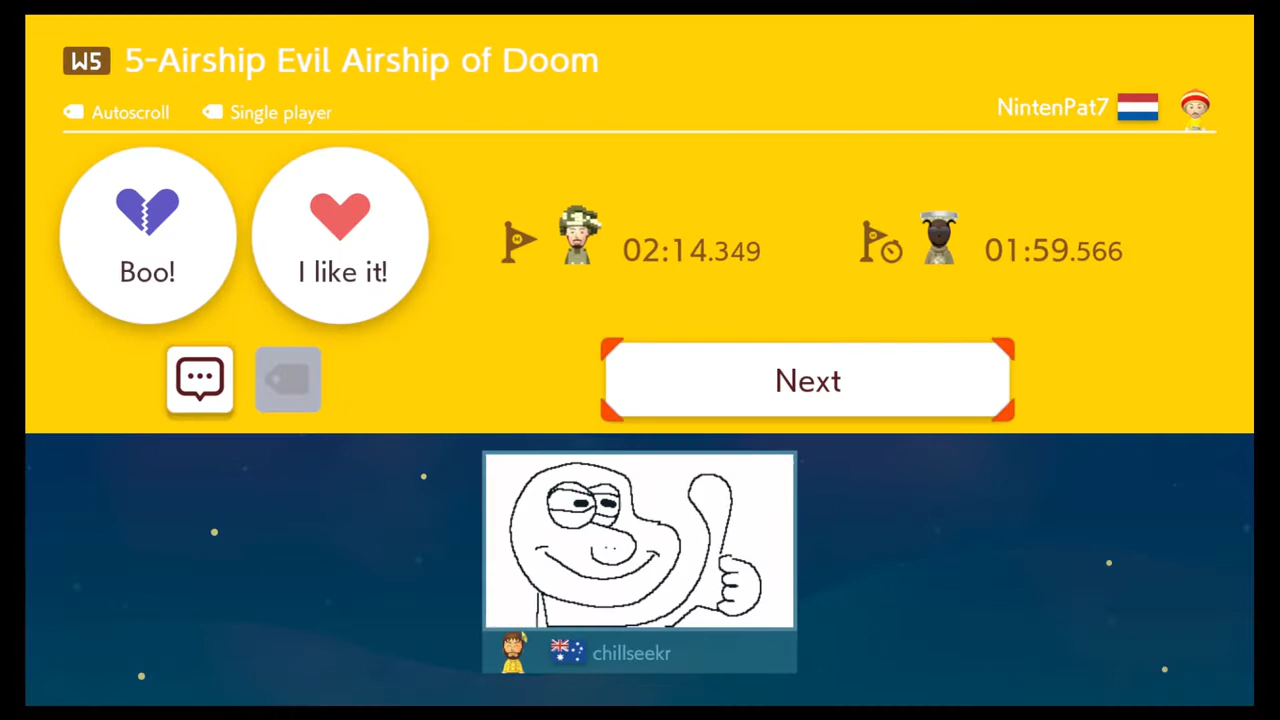 W5 5-Airship Evil Airship of Doom
Autoscroll Single player
NintenPat7
Boo!
I like it!
M 02:14.349
M 01:59.566
Next
chillseekr